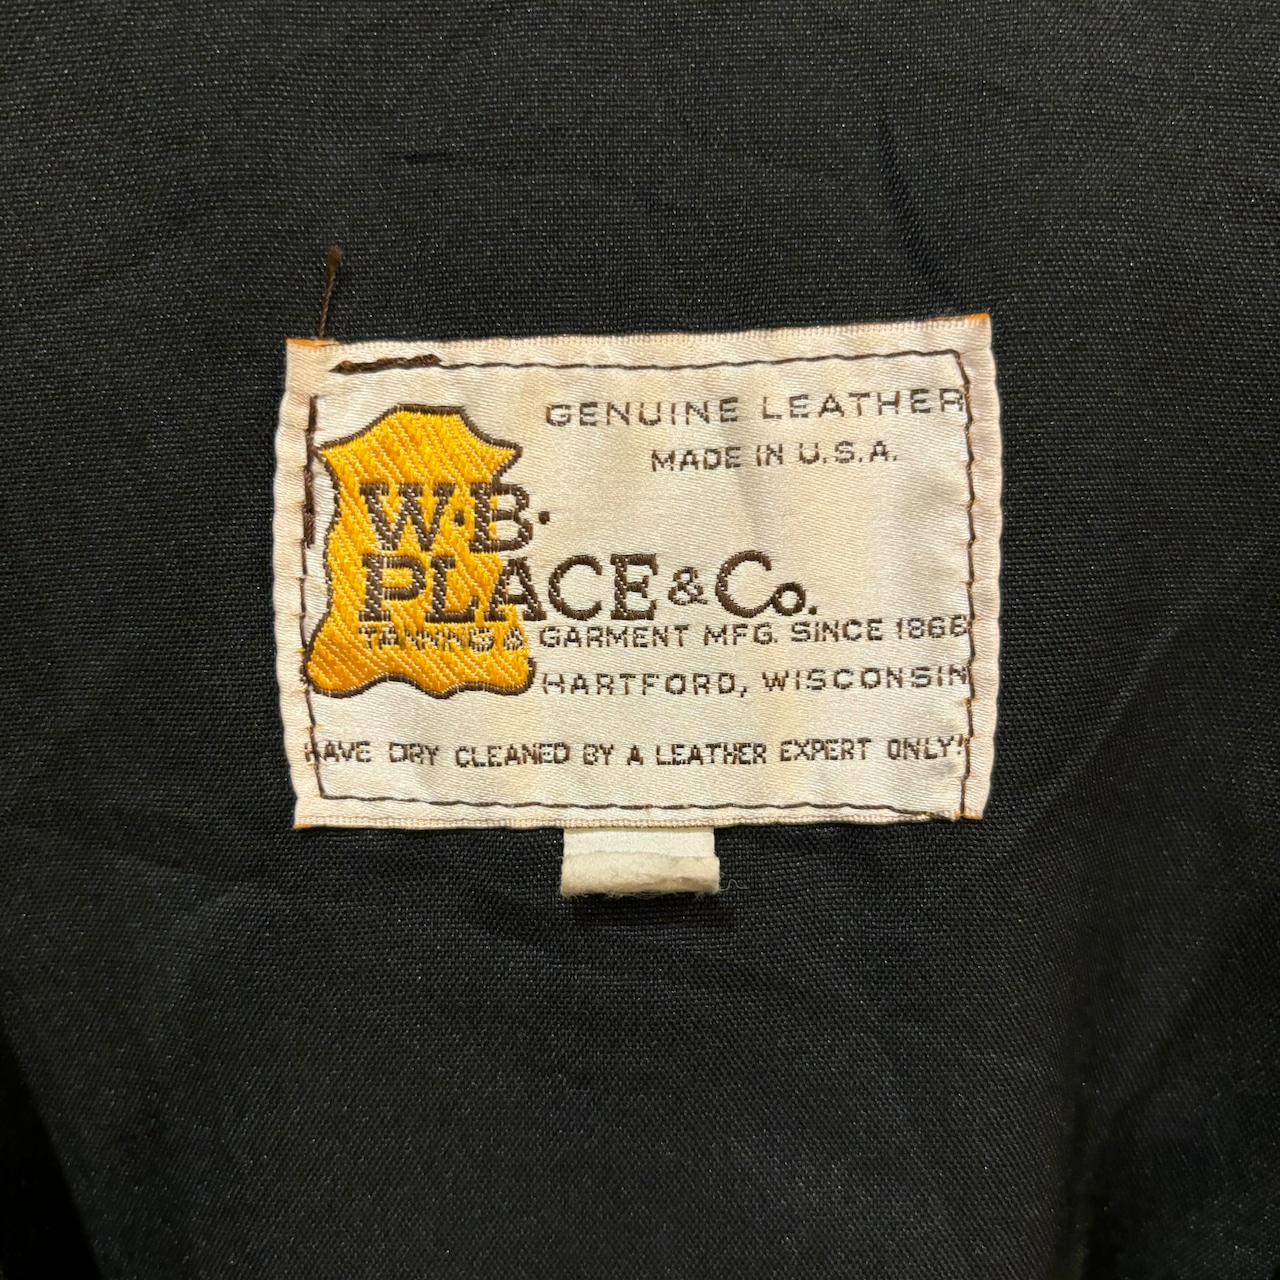 GENUINE LEATHER
MADE IN U.S.A.
W.B.
PLACE & Co.
TANNING & GARMENT MFG. SINCE 1866
HARTFORD, WISCONSIN
HAVE DRY CLEANED BY A LEATHER EXPERT ONLY!